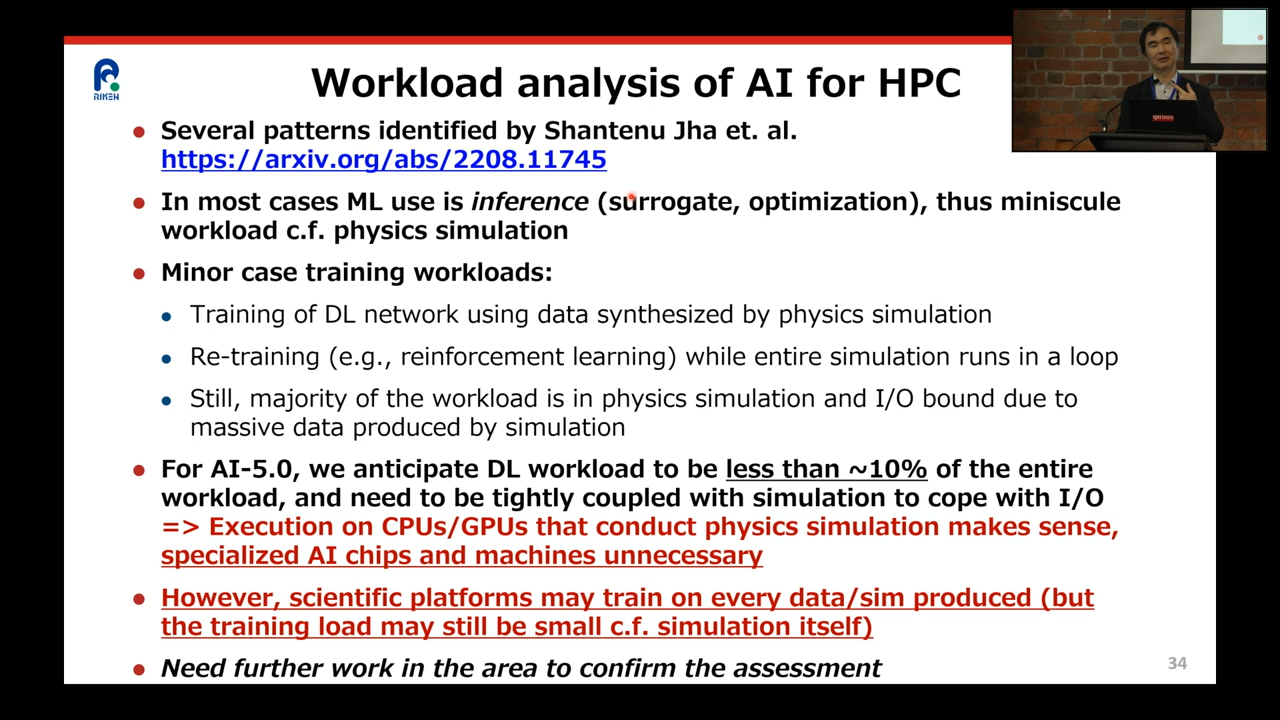 RIKEN
Workload analysis of AI for HPC
• Several patterns identified by Shantenu Jha et. al.
https://arxiv.org/abs/2208.11745
• In most cases ML use is inference (surrogate, optimization), thus miniscule
workload c.f. physics simulation
• Minor case training workloads:
• Training of DL network using data synthesized by physics simulation
• Re-training (e.g., reinforcement learning) while entire simulation runs in a loop
• Still, majority of the workload is in physics simulation and I/O bound due to
massive data produced by simulation
• For AI-5.0, we anticipate DL workload to be less than ~10% of the entire
workload, and need to be tightly coupled with simulation to cope with I/O
=> Execution on CPUs/GPUs that conduct physics simulation makes sense,
specialized AI chips and machines unnecessary
• However, scientific platforms may train on every data/sim produced (but
the training load may still be small c.f. simulation itself)
• Need further work in the area to confirm the assessment
34